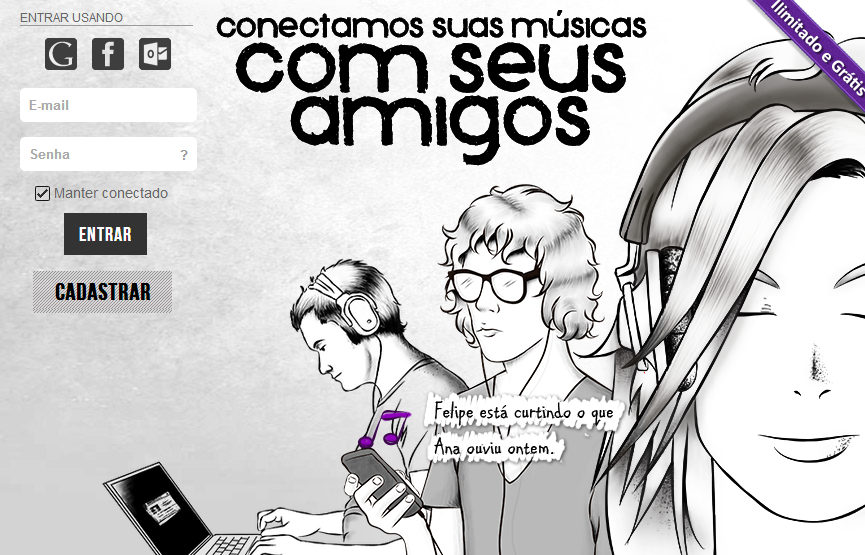 ENTRAR USANDO
conectamos suas músicas
com seus
amigos
Ilimitado e Grátis
E-mail
Senha ?
Manter conectado
ENTRAR
CADASTRAR
Felipe está curtindo o que
Ana ouviu ontem.